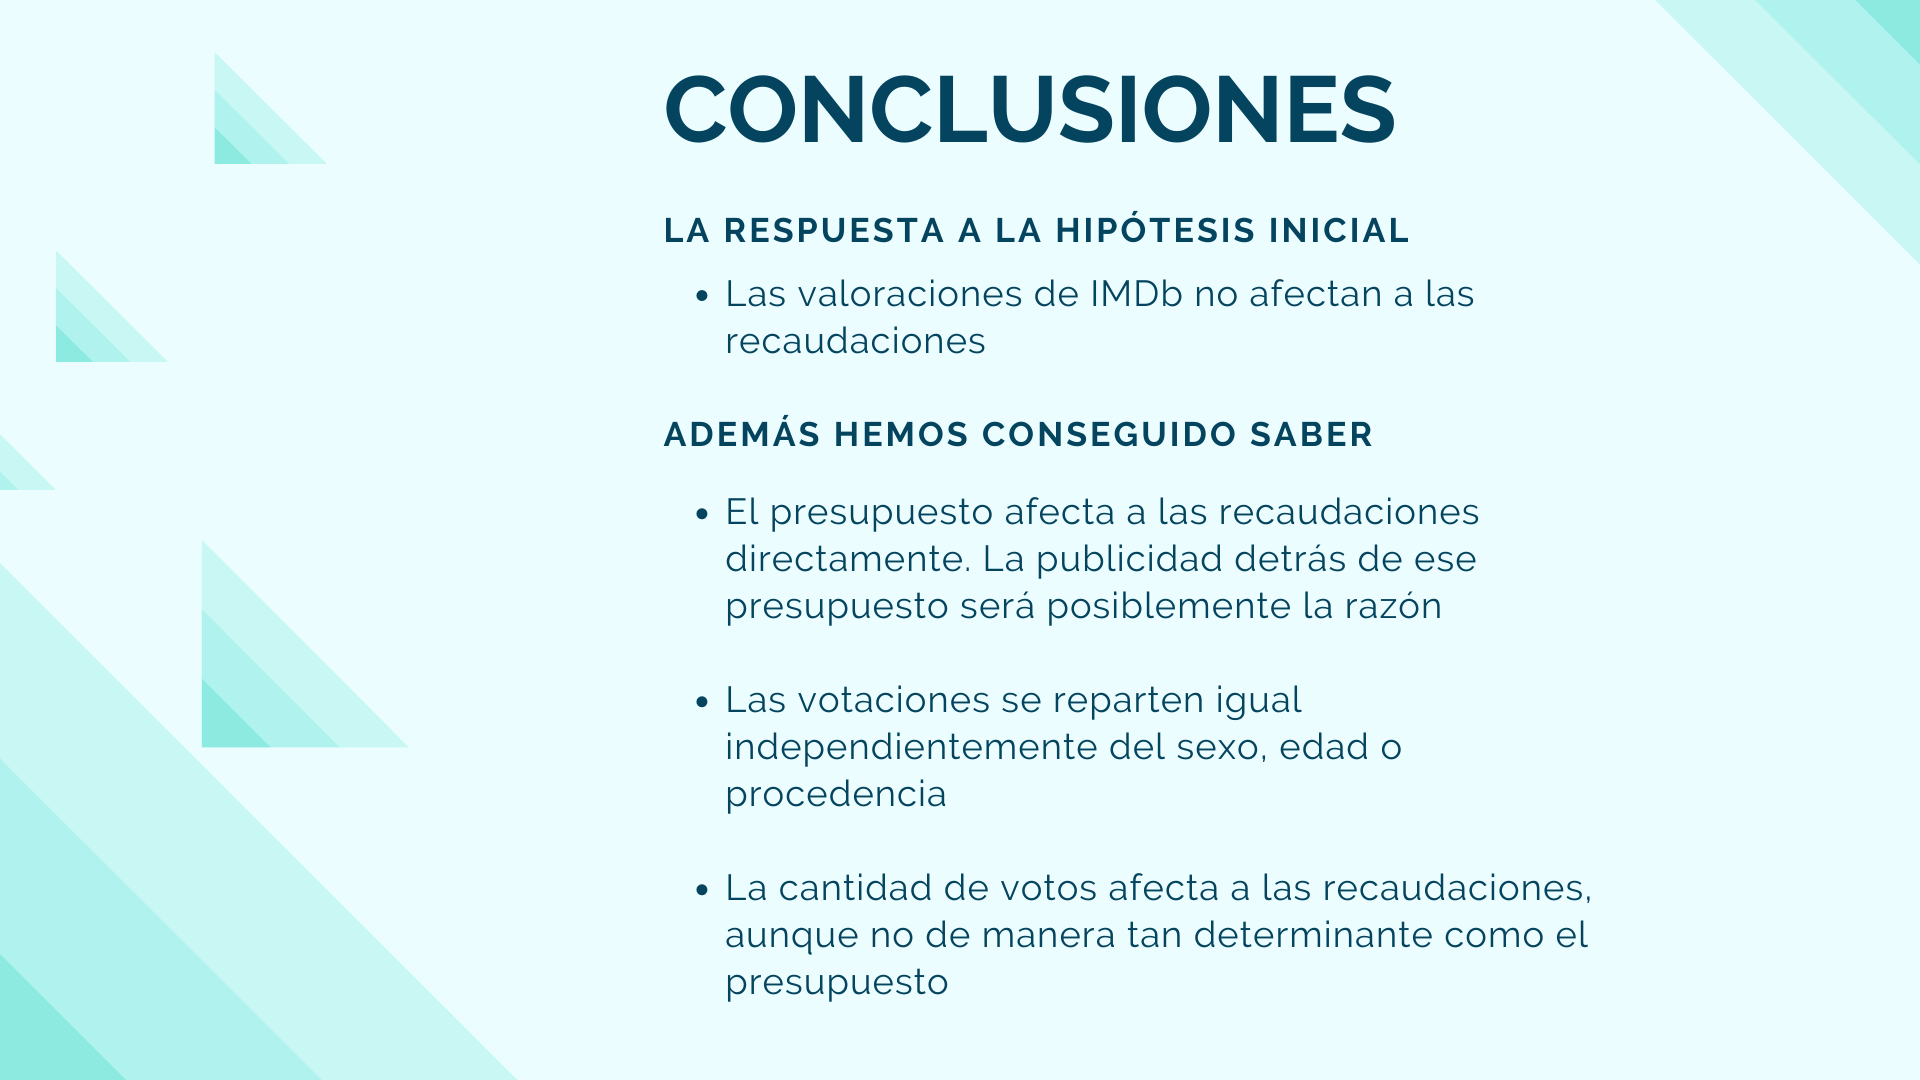 CONCLUSIONES
LA RESPUESTA A LA HIPÓTESIS INICIAL
• Las valoraciones de IMDb no afectan a las
recaudaciones
ADEMÁS HEMOS CONSEGUIDO SABER
• El presupuesto afecta a las recaudaciones
directamente. La publicidad detrás de ese
presupuesto será posiblemente la razón
• Las votaciones se reparten igual
independientemente del sexo, edad o
procedencia
• La cantidad de votos afecta a las recaudaciones,
aunque no de manera tan determinante como el
presupuesto